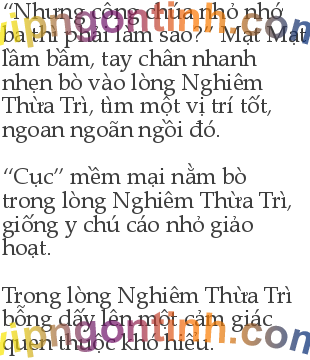 “Nhưng công chúa nhỏ nhớ
ba thì phải làm sao?” Mạt Mạt
lầm bầm, tay chân nhanh
nhẹn bò vào lòng Nghiêm
Thừa Trì, tìm một vị trí tốt,
ngoan ngoãn ngồi đó.
“Cục” mềm mại nằm bò
trong lòng Nghiêm Thừa Trì,
giống y chú cáo nhỏ giảo
hoạt.
Trong lòng Nghiêm Thừa Trì
bỗng dấy lên một cảm giác
quen thuộc khó hiểu.
vipngontinh.com
vipngontinh.com